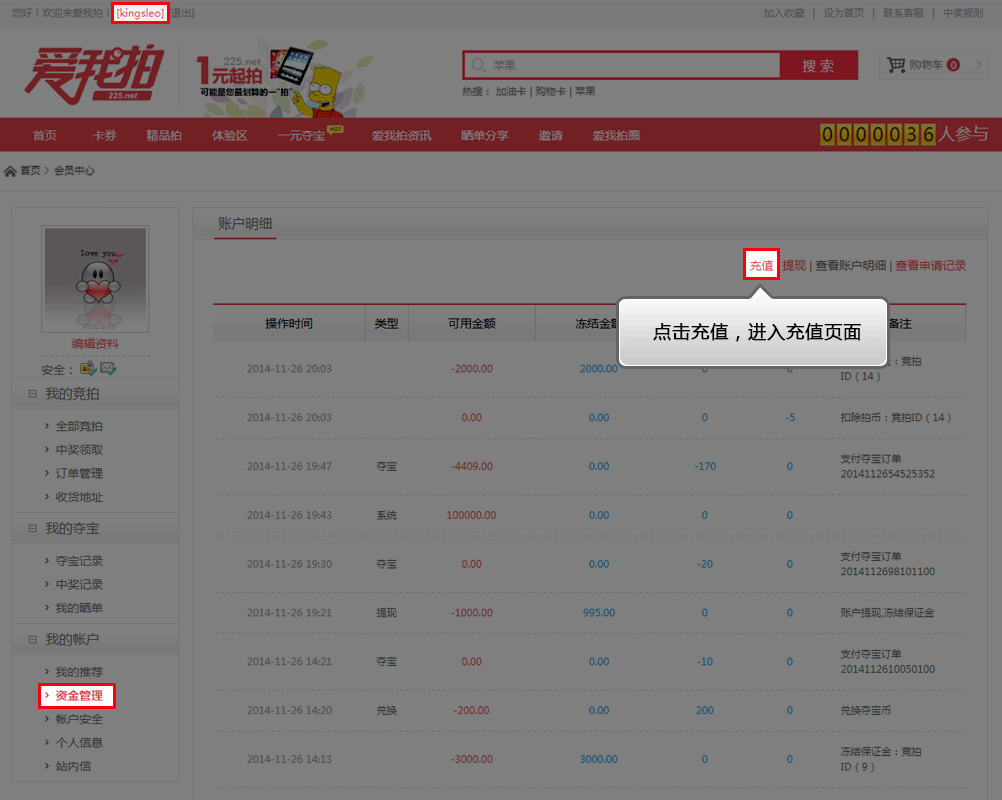 您好！欢迎来爱我拍！[kingsleo] [退出]
加入收藏 | 设为首页 | 联系客服 | 中奖规则
爱我拍
225.net
225.net
1元起拍
可能是您最划算的一"拍"
苹果
搜 索
购物车 0
热搜： 加油卡 | 购物卡 | 苹果
首页 卡券 精品拍 体验区 一元夺宝 HOT 爱我拍资讯 晒单分享 邀请 爱我拍圈
0000036人参与
首页 > 会员中心
Love you
编辑资料
安全：
我的竞拍
全部竞拍
中奖领取
订单管理
收货地址
我的夺宝
夺宝记录
中奖记录
我的晒单
我的帐户
我的推荐
资金管理
帐户安全
个人信息
站内信
账户明细
充值 提现 | 查看账户明细 | 查看申请记录
点击充值，进入充值页面
操作时间 类型 可用金额 冻结金额 备注
2014-11-26 20:03 -2000.00 2000.00 0 0 ：竞拍
ID（14）
2014-11-26 20:03 0.00 0.00 0 -5 扣除拍币：竞拍ID（14）
2014-11-26 19:47 夺宝 -4409.00 0.00 -170 0 支付夺宝订单
2014112654525352
2014-11-26 19:43 系统 100000.00 0.00 0 0
2014-11-26 19:30 夺宝 0.00 0.00 -20 0 支付夺宝订单
2014112698101100
2014-11-26 19:21 提现 -1000.00 995.00 0 0 账户提现,冻结保证金
2014-11-26 14:21 夺宝 0.00 0.00 -10 0 支付夺宝订单
2014112610050100
2014-11-26 14:20 兑换 -200.00 0.00 200 0 兑换夺宝币
2014-11-26 14:13 -3000.00 3000.00 0 0 冻结保证金：竞拍
ID（9）